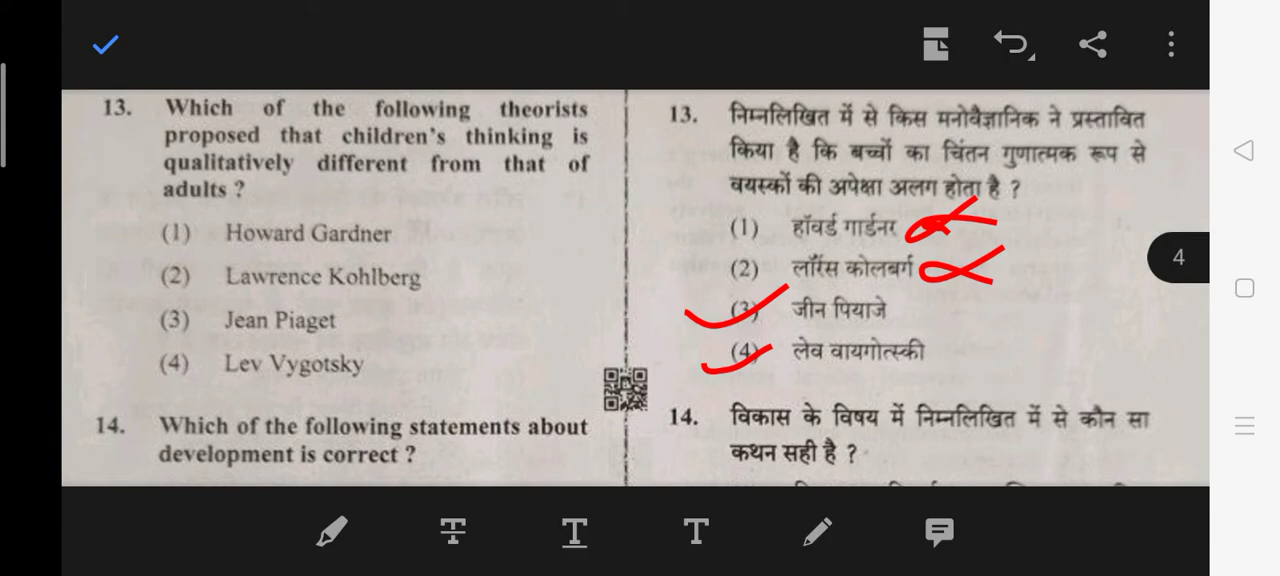 13. Which of the following theorists
proposed that children's thinking is
qualitatively different from that of
adults ?
(1) Howard Gardner
(2) Lawrence Kohlberg
(3) Jean Piaget
(4) Lev Vygotsky
14. Which of the following statements about
development is correct ?
13. निम्नलिखित में से किस मनोवैज्ञानिक ने प्रस्तावित
किया है कि बच्चों का चिंतन गुणात्मक रूप से
वयस्कों की अपेक्षा अलग होता है ?
(1) हॉवर्ड गार्डनर
(2) लॉरेंस कोलबर्ग
(3) जीन पियाजे
(4) लेव वायगोत्स्की
14. विकास के विषय में निम्नलिखित में से कौन सा
कथन सही है ?
4
T
T
T